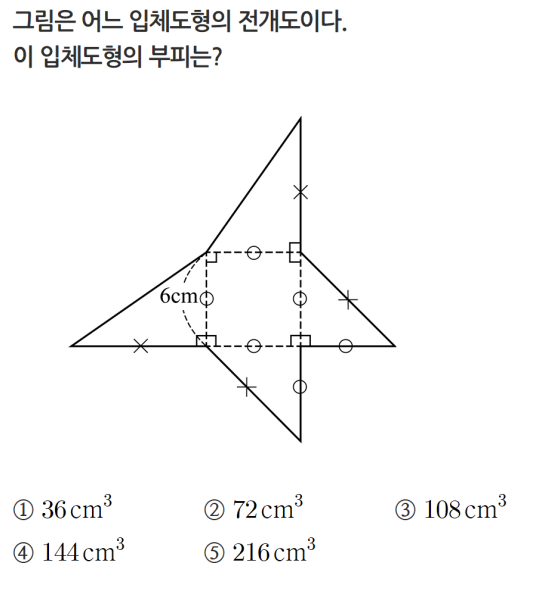 그림은 어느 입체도형의 전개도이다.
이 입체도형의 부피는?
6cm
① 36 cm³ ② 72 cm³ ③ 108 cm³
④ 144 cm³ ⑤ 216 cm³